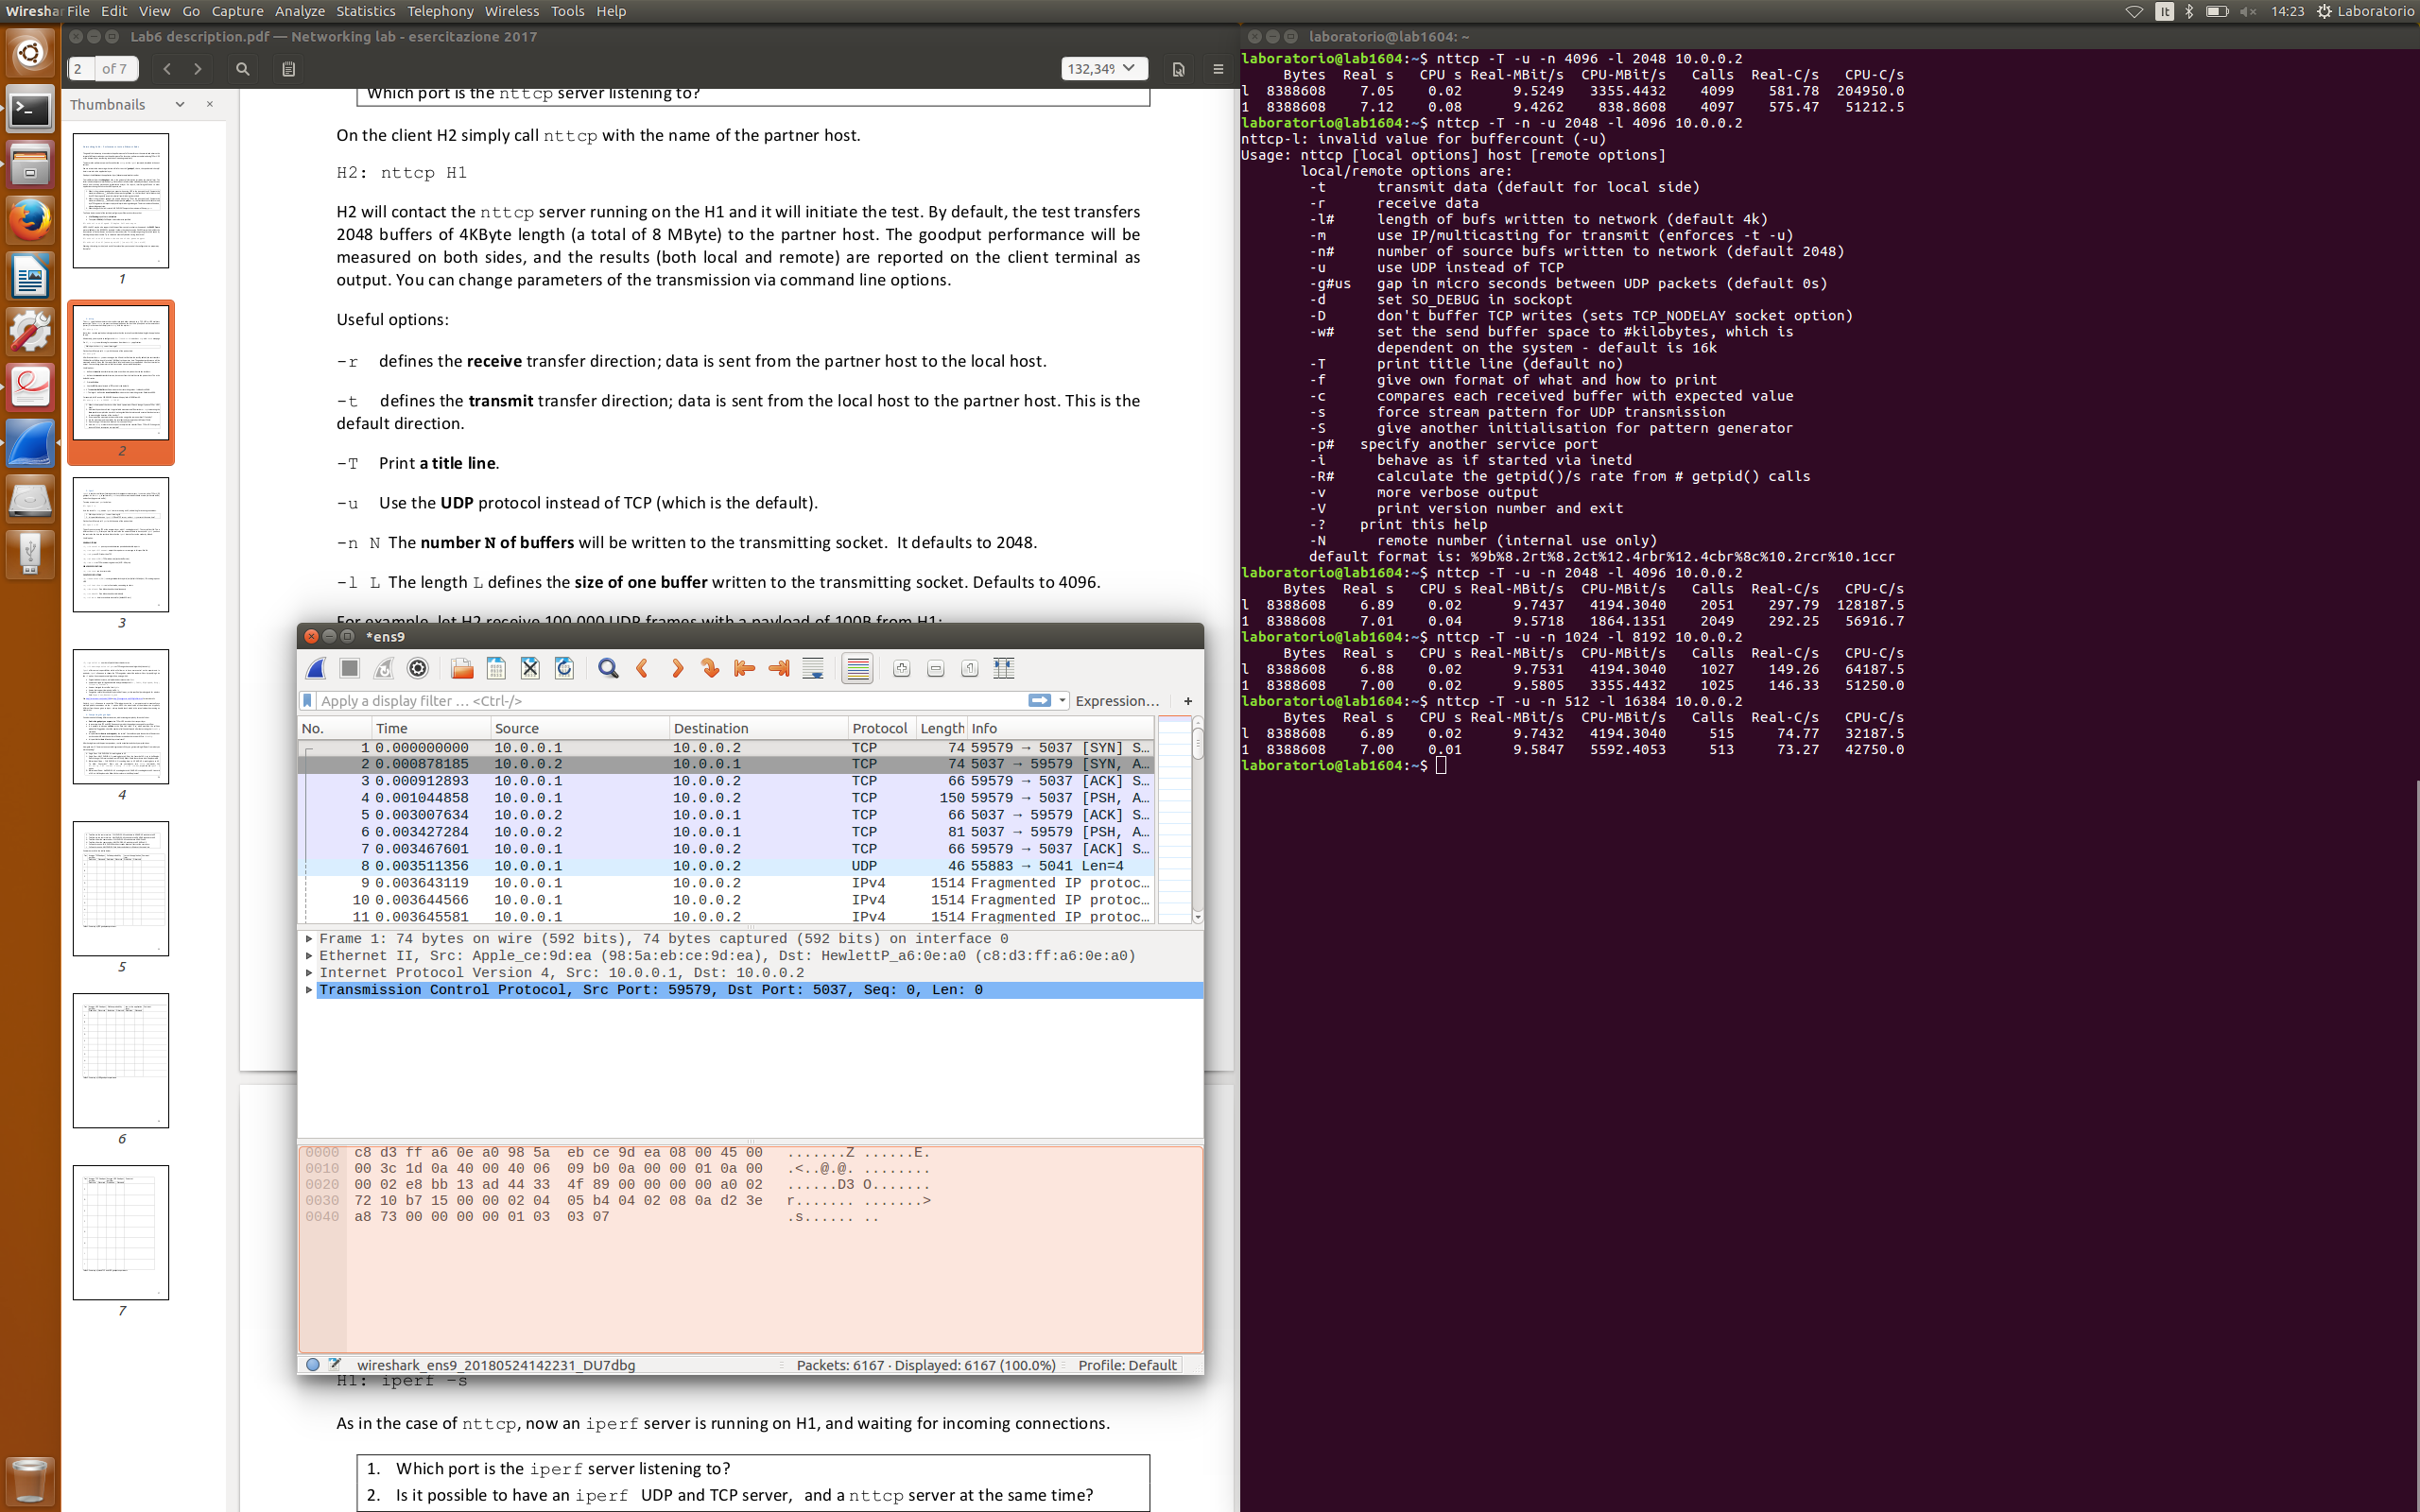 Wiresha File Edit View Go Capture Analyze Statistics Telephony Wireless Tools Help
It 14:23 Laboratorio
Lab6 description.pdf — Networking lab - esercitazione 2017
2 of 7
132,34%
Thumbnails
1
2
3
4
5
6
7
Which port is the nttcp server listening to?
On the client H2 simply call nttcp with the name of the partner host.
H2: nttcp H1
H2 will contact the nttcp server running on the H1 and it will initiate the test. By default, the test transfers
2048 buffers of 4KByte length (a total of 8 MByte) to the partner host. The goodput performance will be
measured on both sides, and the results (both local and remote) are reported on the client terminal as
output. You can change parameters of the transmission via command line options.
Useful options:
-r defines the receive transfer direction; data is sent from the partner host to the local host.
-t defines the transmit transfer direction; data is sent from the local host to the partner host. This is the
default direction.
-T Print a title line.
-u Use the UDP protocol instead of TCP (which is the default).
-n N The number N of buffers will be written to the transmitting socket. It defaults to 2048.
-l L The length L defines the size of one buffer written to the transmitting socket. Defaults to 4096.
For example, let H2 receive 100 000 UDP frames with a payload of 100B from H1:
*ens9
Apply a display filter … <Ctrl-/>
Expression… +
No. Time Source Destination Protocol Length Info
1 0.000000000 10.0.0.1 10.0.0.2 TCP 74 59579 → 5037 [SYN] S…
2 0.000878185 10.0.0.2 10.0.0.1 TCP 74 5037 → 59579 [SYN, A…
3 0.000912893 10.0.0.1 10.0.0.2 TCP 66 59579 → 5037 [ACK] S…
4 0.001044858 10.0.0.1 10.0.0.2 TCP 150 59579 → 5037 [PSH, A…
5 0.003007634 10.0.0.2 10.0.0.1 TCP 66 5037 → 59579 [ACK] S…
6 0.003427284 10.0.0.2 10.0.0.1 TCP 81 5037 → 59579 [PSH, A…
7 0.003467601 10.0.0.1 10.0.0.2 TCP 66 59579 → 5037 [ACK] S…
8 0.003511356 10.0.0.1 10.0.0.2 UDP 46 55883 → 5041 Len=4
9 0.003643119 10.0.0.1 10.0.0.2 IPv4 1514 Fragmented IP protoc…
10 0.003644566 10.0.0.1 10.0.0.2 IPv4 1514 Fragmented IP protoc…
11 0.003645581 10.0.0.1 10.0.0.2 IPv4 1514 Fragmented IP protoc…
Frame 1: 74 bytes on wire (592 bits), 74 bytes captured (592 bits) on interface 0
Ethernet II, Src: Apple_ce:9d:ea (98:5a:eb:ce:9d:ea), Dst: HewlettP_a6:0e:a0 (c8:d3:ff:a6:0e:a0)
Internet Protocol Version 4, Src: 10.0.0.1, Dst: 10.0.0.2
Transmission Control Protocol, Src Port: 59579, Dst Port: 5037, Seq: 0, Len: 0
0000 c8 d3 ff a6 0e a0 98 5a eb ce 9d ea 08 00 45 00 .......Z ......E.
0010 00 3c 1d 0a 40 00 40 06 09 b0 0a 00 00 01 0a 00 .<..@.@. ........
0020 00 02 e8 bb 13 ad 44 33 4f 89 00 00 00 00 a0 02 ......D3 O.......
0030 72 10 b7 15 00 00 02 04 05 b4 04 02 08 0a d2 3e r....... .......>
0040 a8 73 00 00 00 00 01 03 03 07 .s...... ..
wireshark_ens9_20180524142231_DU7dbg Packets: 6167 · Displayed: 6167 (100.0%) Profile: Default
H1: iperf -s
As in the case of nttcp, now an iperf server is running on H1, and waiting for incoming connections.
1. Which port is the iperf server listening to?
2. Is it possible to have an iperf UDP and TCP server, and a nttcp server at the same time?
laboratorio@lab1604: ~
laboratorio@lab1604:~$ nttcp -T -u -n 4096 -l 2048 10.0.0.2
Bytes Real s CPU s Real-MBit/s CPU-MBit/s Calls Real-C/s CPU-C/s
l 8388608 7.05 0.02 9.5249 3355.4432 4099 581.78 204950.0
1 8388608 7.12 0.08 9.4262 838.8608 4097 575.47 51212.5
laboratorio@lab1604:~$ nttcp -T -n -u 2048 -l 4096 10.0.0.2
nttcp-l: invalid value for buffercount (-u)
Usage: nttcp [local options] host [remote options]
local/remote options are:
-t transmit data (default for local side)
-r receive data
-l# length of bufs written to network (default 4k)
-m use IP/multicasting for transmit (enforces -t -u)
-n# number of source bufs written to network (default 2048)
-u use UDP instead of TCP
-g#us gap in micro seconds between UDP packets (default 0s)
-d set SO_DEBUG in sockopt
-D don't buffer TCP writes (sets TCP_NODELAY socket option)
-w# set the send buffer space to #kilobytes, which is
dependent on the system - default is 16k
-T print title line (default no)
-f give own format of what and how to print
-c compares each received buffer with expected value
-s force stream pattern for UDP transmission
-S give another initialisation for pattern generator
-p# specify another service port
-i behave as if started via inetd
-R# calculate the getpid()/s rate from # getpid() calls
-v more verbose output
-V print version number and exit
-? print this help
-N remote number (internal use only)
default format is: %9b%8.2rt%8.2ct%12.4rbr%12.4cbr%8c%10.2rcr%10.1ccr
laboratorio@lab1604:~$ nttcp -T -u -n 2048 -l 4096 10.0.0.2
Bytes Real s CPU s Real-MBit/s CPU-MBit/s Calls Real-C/s CPU-C/s
l 8388608 6.89 0.02 9.7437 4194.3040 2051 297.79 128187.5
1 8388608 7.01 0.04 9.5718 1864.1351 2049 292.25 56916.7
laboratorio@lab1604:~$ nttcp -T -u -n 1024 -l 8192 10.0.0.2
Bytes Real s CPU s Real-MBit/s CPU-MBit/s Calls Real-C/s CPU-C/s
l 8388608 6.88 0.02 9.7531 4194.3040 1027 149.26 64187.5
1 8388608 7.00 0.02 9.5805 3355.4432 1025 146.33 51250.0
laboratorio@lab1604:~$ nttcp -T -u -n 512 -l 16384 10.0.0.2
Bytes Real s CPU s Real-MBit/s CPU-MBit/s Calls Real-C/s CPU-C/s
l 8388608 6.89 0.02 9.7432 4194.3040 515 74.77 32187.5
1 8388608 7.00 0.01 9.5847 5592.4053 513 73.27 42750.0
laboratorio@lab1604:~$